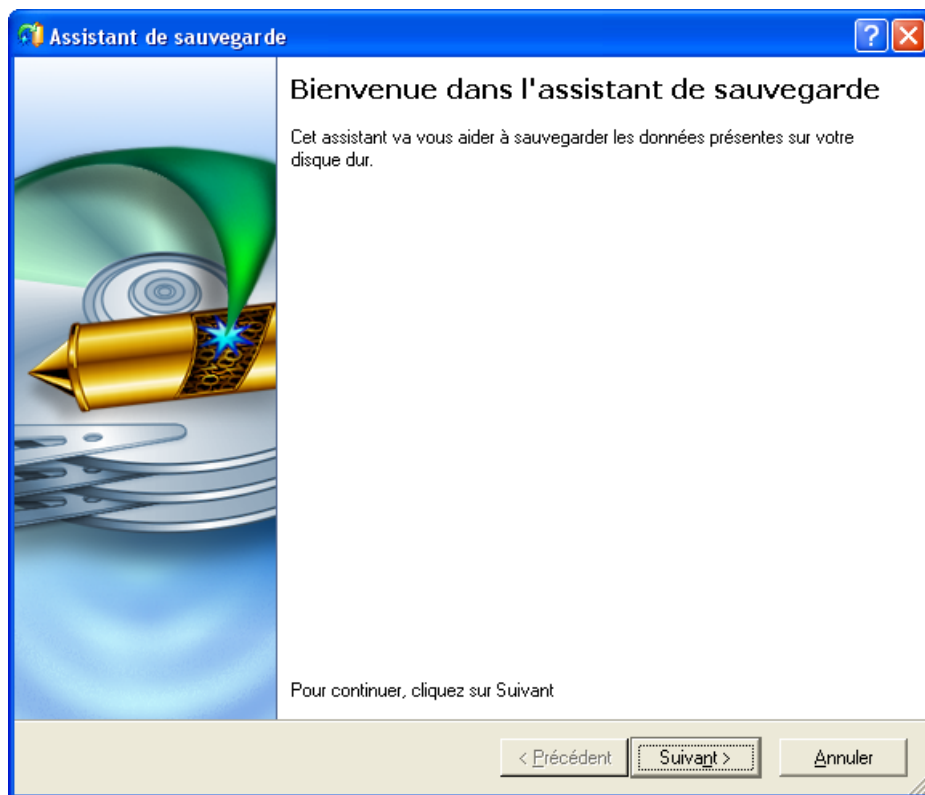 Assistant de sauvegarde
Bienvenue dans l'assistant de sauvegarde
Cet assistant va vous aider à sauvegarder les données présentes sur votre
disque dur.
Pour continuer, cliquez sur Suivant
< Précédent
Suivant >
Annuler